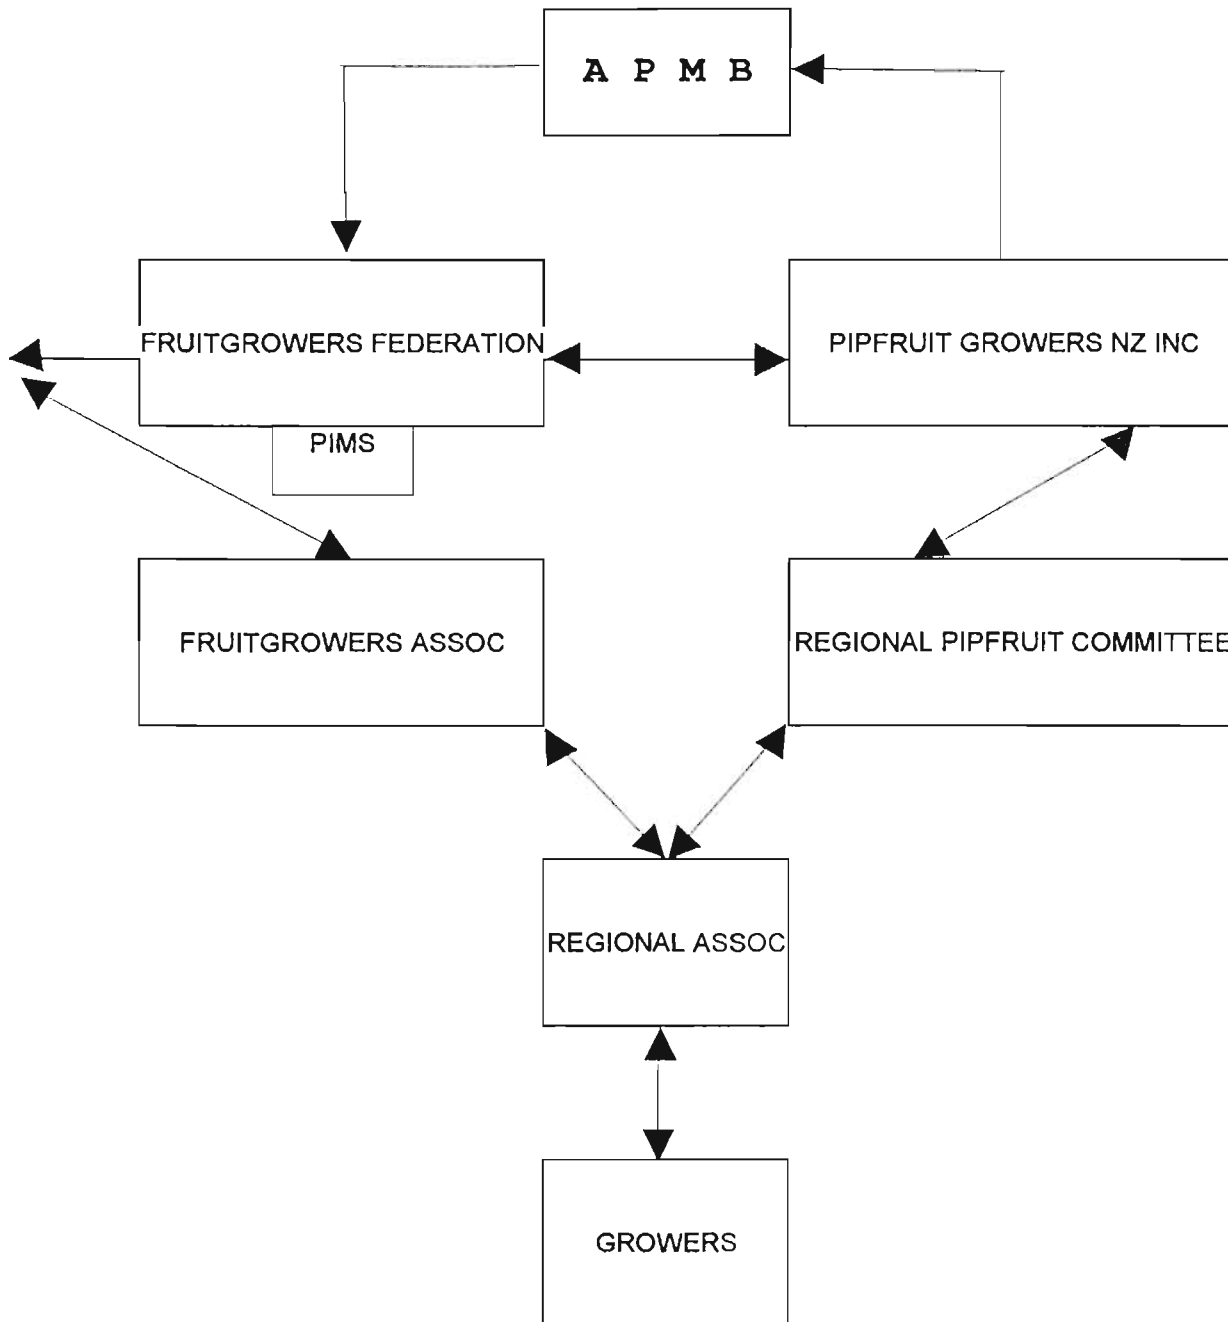 A P M B
FRUITGROWERS FEDERATION
PIPFRUIT GROWERS NZ INC
PIMS
FRUITGROWERS ASSOC
REGIONAL PIPFRUIT COMMITTEE
REGIONAL ASSOC
GROWERS